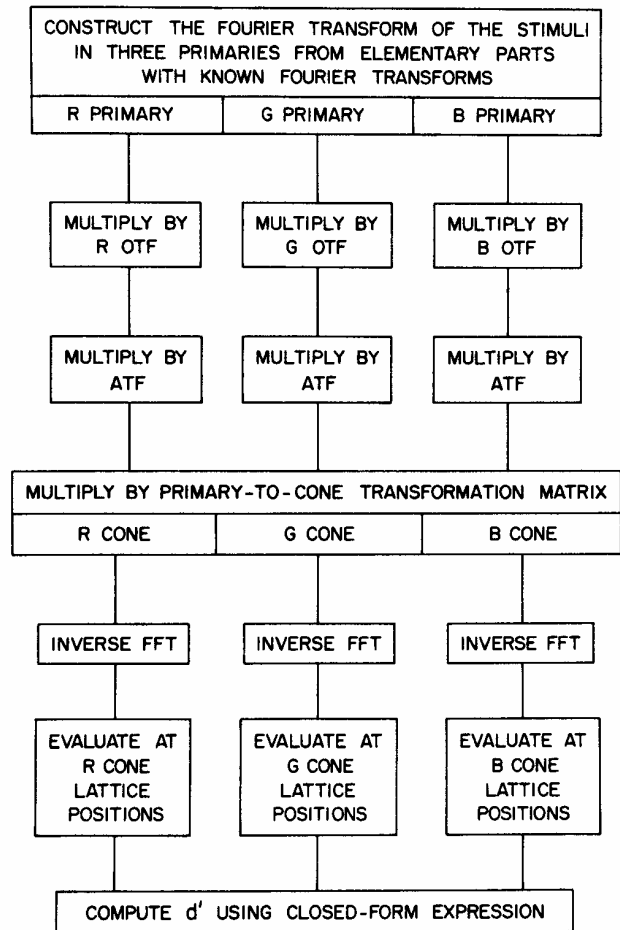 CONSTRUCT THE FOURIER TRANSFORM OF THE STIMULI
IN THREE PRIMARIES FROM ELEMENTARY PARTS
WITH KNOWN FOURIER TRANSFORMS
R PRIMARY
G PRIMARY
B PRIMARY
MULTIPLY BY
R OTF
MULTIPLY BY
G OTF
MULTIPLY BY
B OTF
MULTIPLY BY
ATF
MULTIPLY BY
ATF
MULTIPLY BY
ATF
MULTIPLY BY PRIMARY-TO-CONE TRANSFORMATION MATRIX
R CONE
G CONE
B CONE
INVERSE FFT
INVERSE FFT
INVERSE FFT
EVALUATE AT
R CONE
LATTICE
POSITIONS
EVALUATE AT
G CONE
LATTICE
POSITIONS
EVALUATE AT
B CONE
LATTICE
POSITIONS
COMPUTE d' USING CLOSED-FORM EXPRESSION